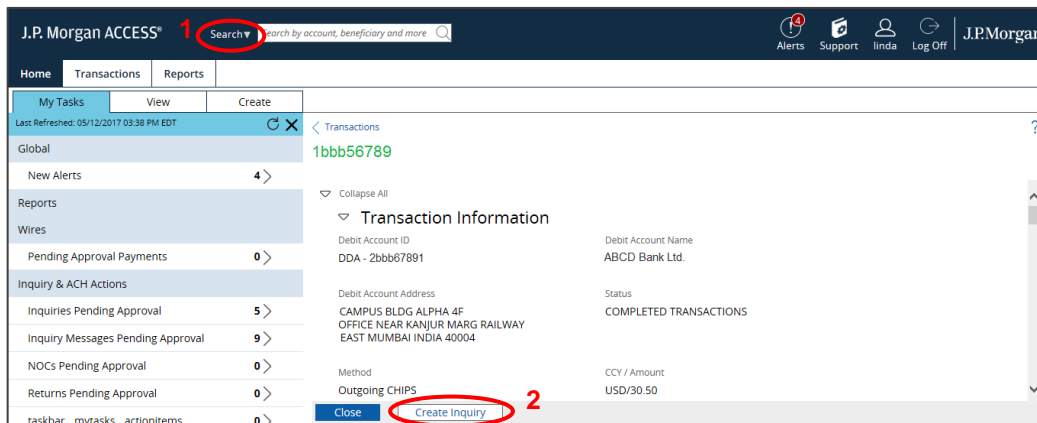 J.P. Morgan ACCESS®
1
Search▼
Search by account, beneficiary and more
4
Alerts
Support
linda
Log Off
J.P.Morgan
Home
Transactions
Reports
My Tasks
View
Create
Last Refreshed: 05/12/2017 03:38 PM EDT
Global
New Alerts 4
Reports
Wires
Pending Approval Payments 0
Inquiry & ACH Actions
Inquiries Pending Approval 5
Inquiry Messages Pending Approval 9
NOCs Pending Approval 0
Returns Pending Approval 0
taskbar_mytasks_actionitems 0
Transactions
?
1bbb56789
Collapse All
Transaction Information
Debit Account ID
DDA - 2bbb67891
Debit Account Name
ABCD Bank Ltd.
Debit Account Address
CAMPUS BLDG ALPHA 4F
OFFICE NEAR KANJUR MARG RAILWAY
EAST MUMBAI INDIA 40004
Status
COMPLETED TRANSACTIONS
Method
Outgoing CHIPS
CCY / Amount
USD/30.50
Close
Create Inquiry
2